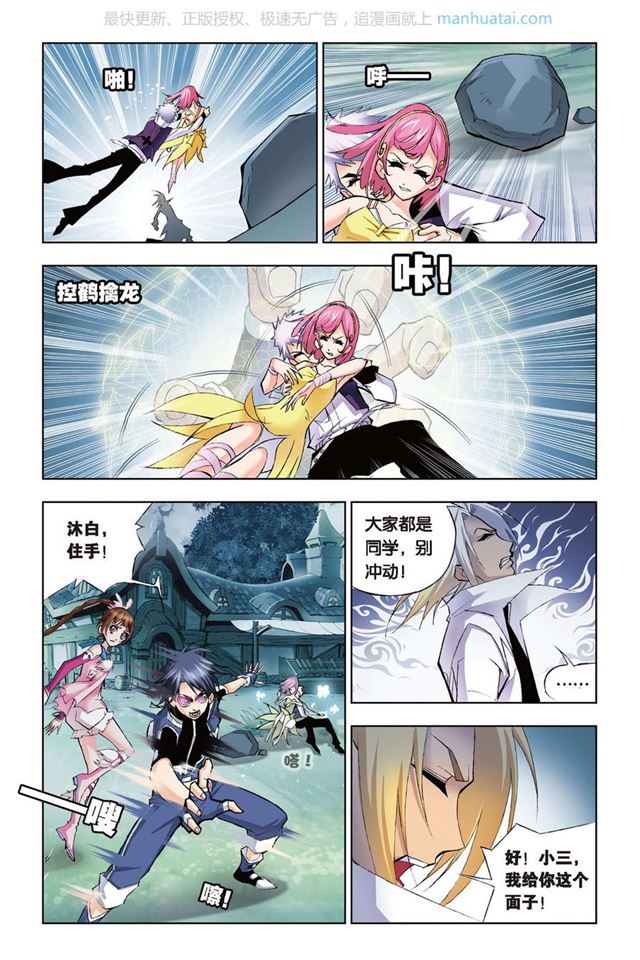 最快更新、正版授权、极速无广告，追漫画就上 manhuatai.com
啪！
呼——
控鹤擒龙
咔！
沐白，
住手！
嗒！
——嗖
嚓！
大家都是
同学，别
冲动！
……
好！小三，
我给你这个
面子！